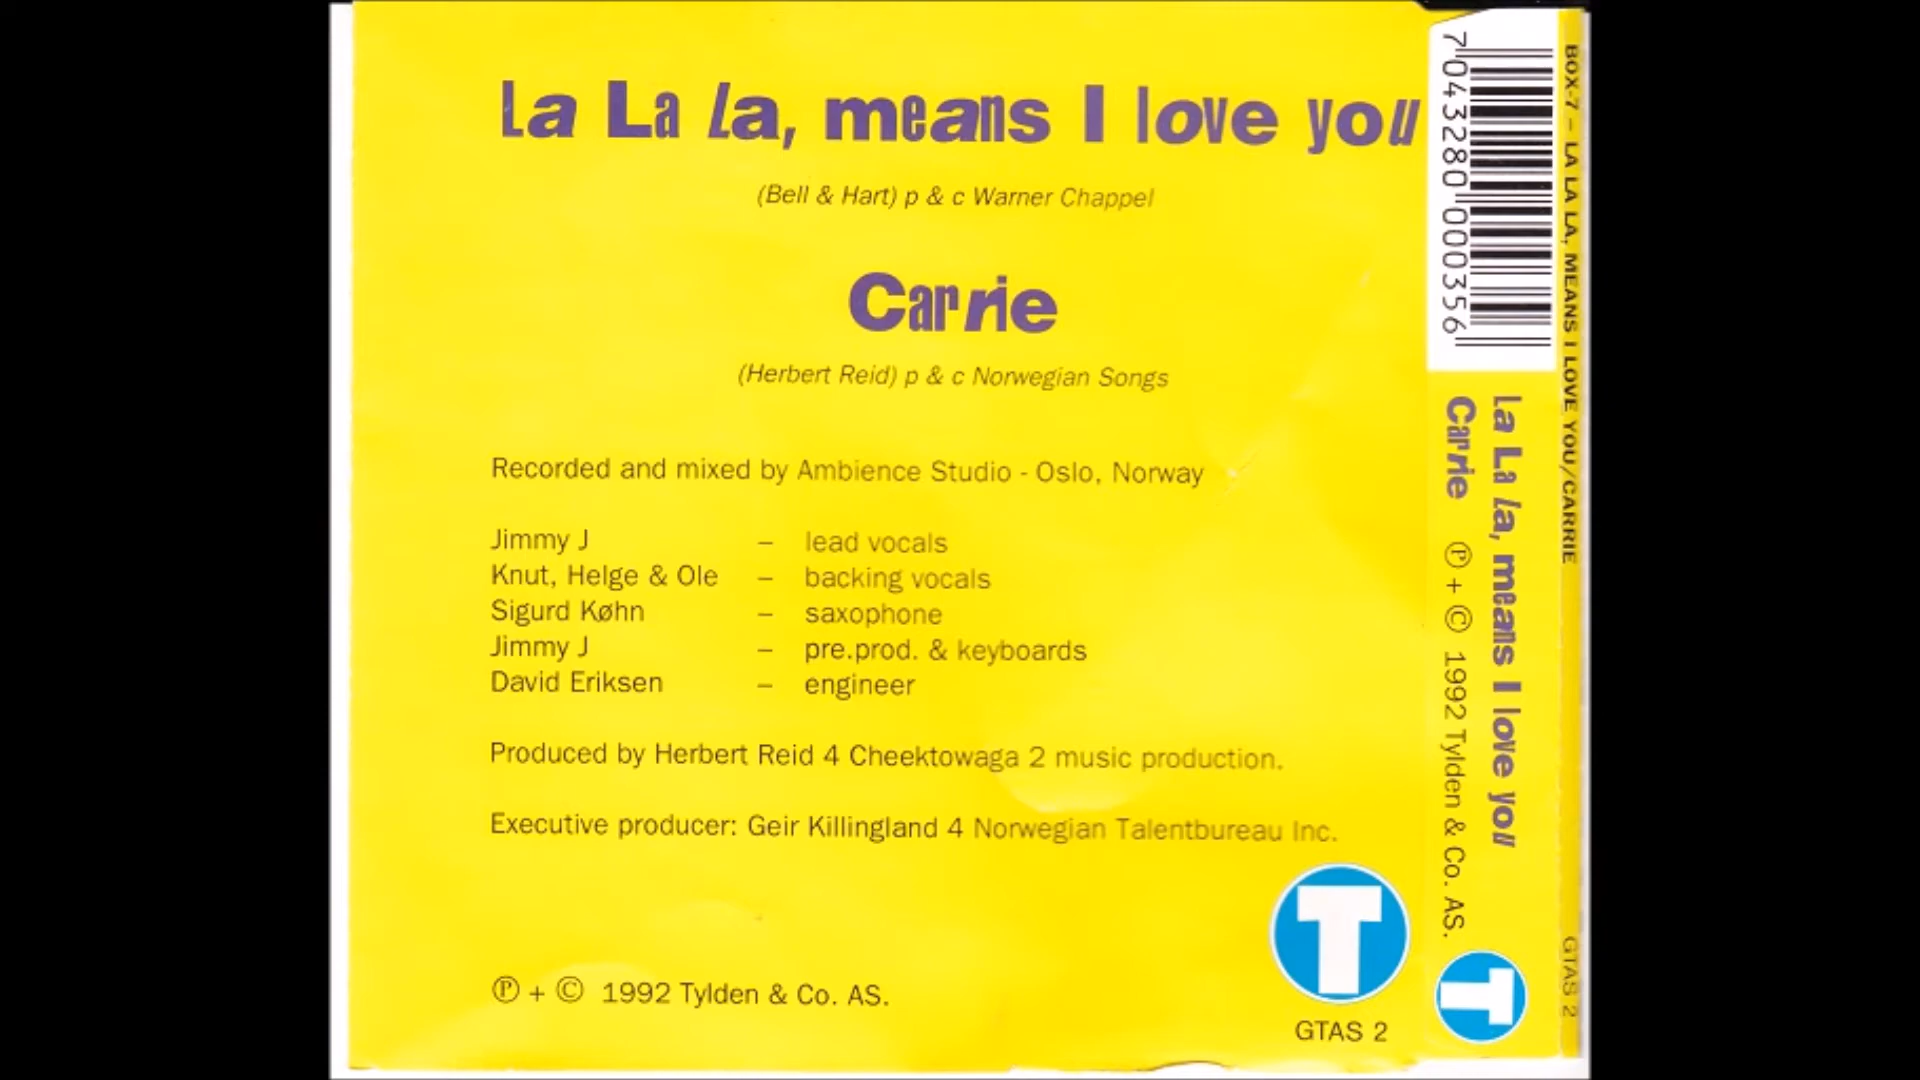 La La La, means I love you
(Bell & Hart) p & c Warner Chappel
Carrie
(Herbert Reid) p & c Norwegian Songs
Recorded and mixed by Ambience Studio - Oslo, Norway
Jimmy J – lead vocals
Knut, Helge & Ole – backing vocals
Sigurd Køhn – saxophone
Jimmy J – pre.prod. & keyboards
David Eriksen – engineer
Produced by Herbert Reid 4 Cheektowaga 2 music production.
Executive producer: Geir Killingland 4 Norwegian Talentbureau Inc.
℗ + © 1992 Tylden & Co. AS.
T
GTAS 2
7 043280 000356
La La La, means I love you
Carrie ℗ + © 1992 Tylden & Co. AS.
T
BOX-7 – LA LA LA, MEANS I LOVE YOU/CARRIE GTAS 2